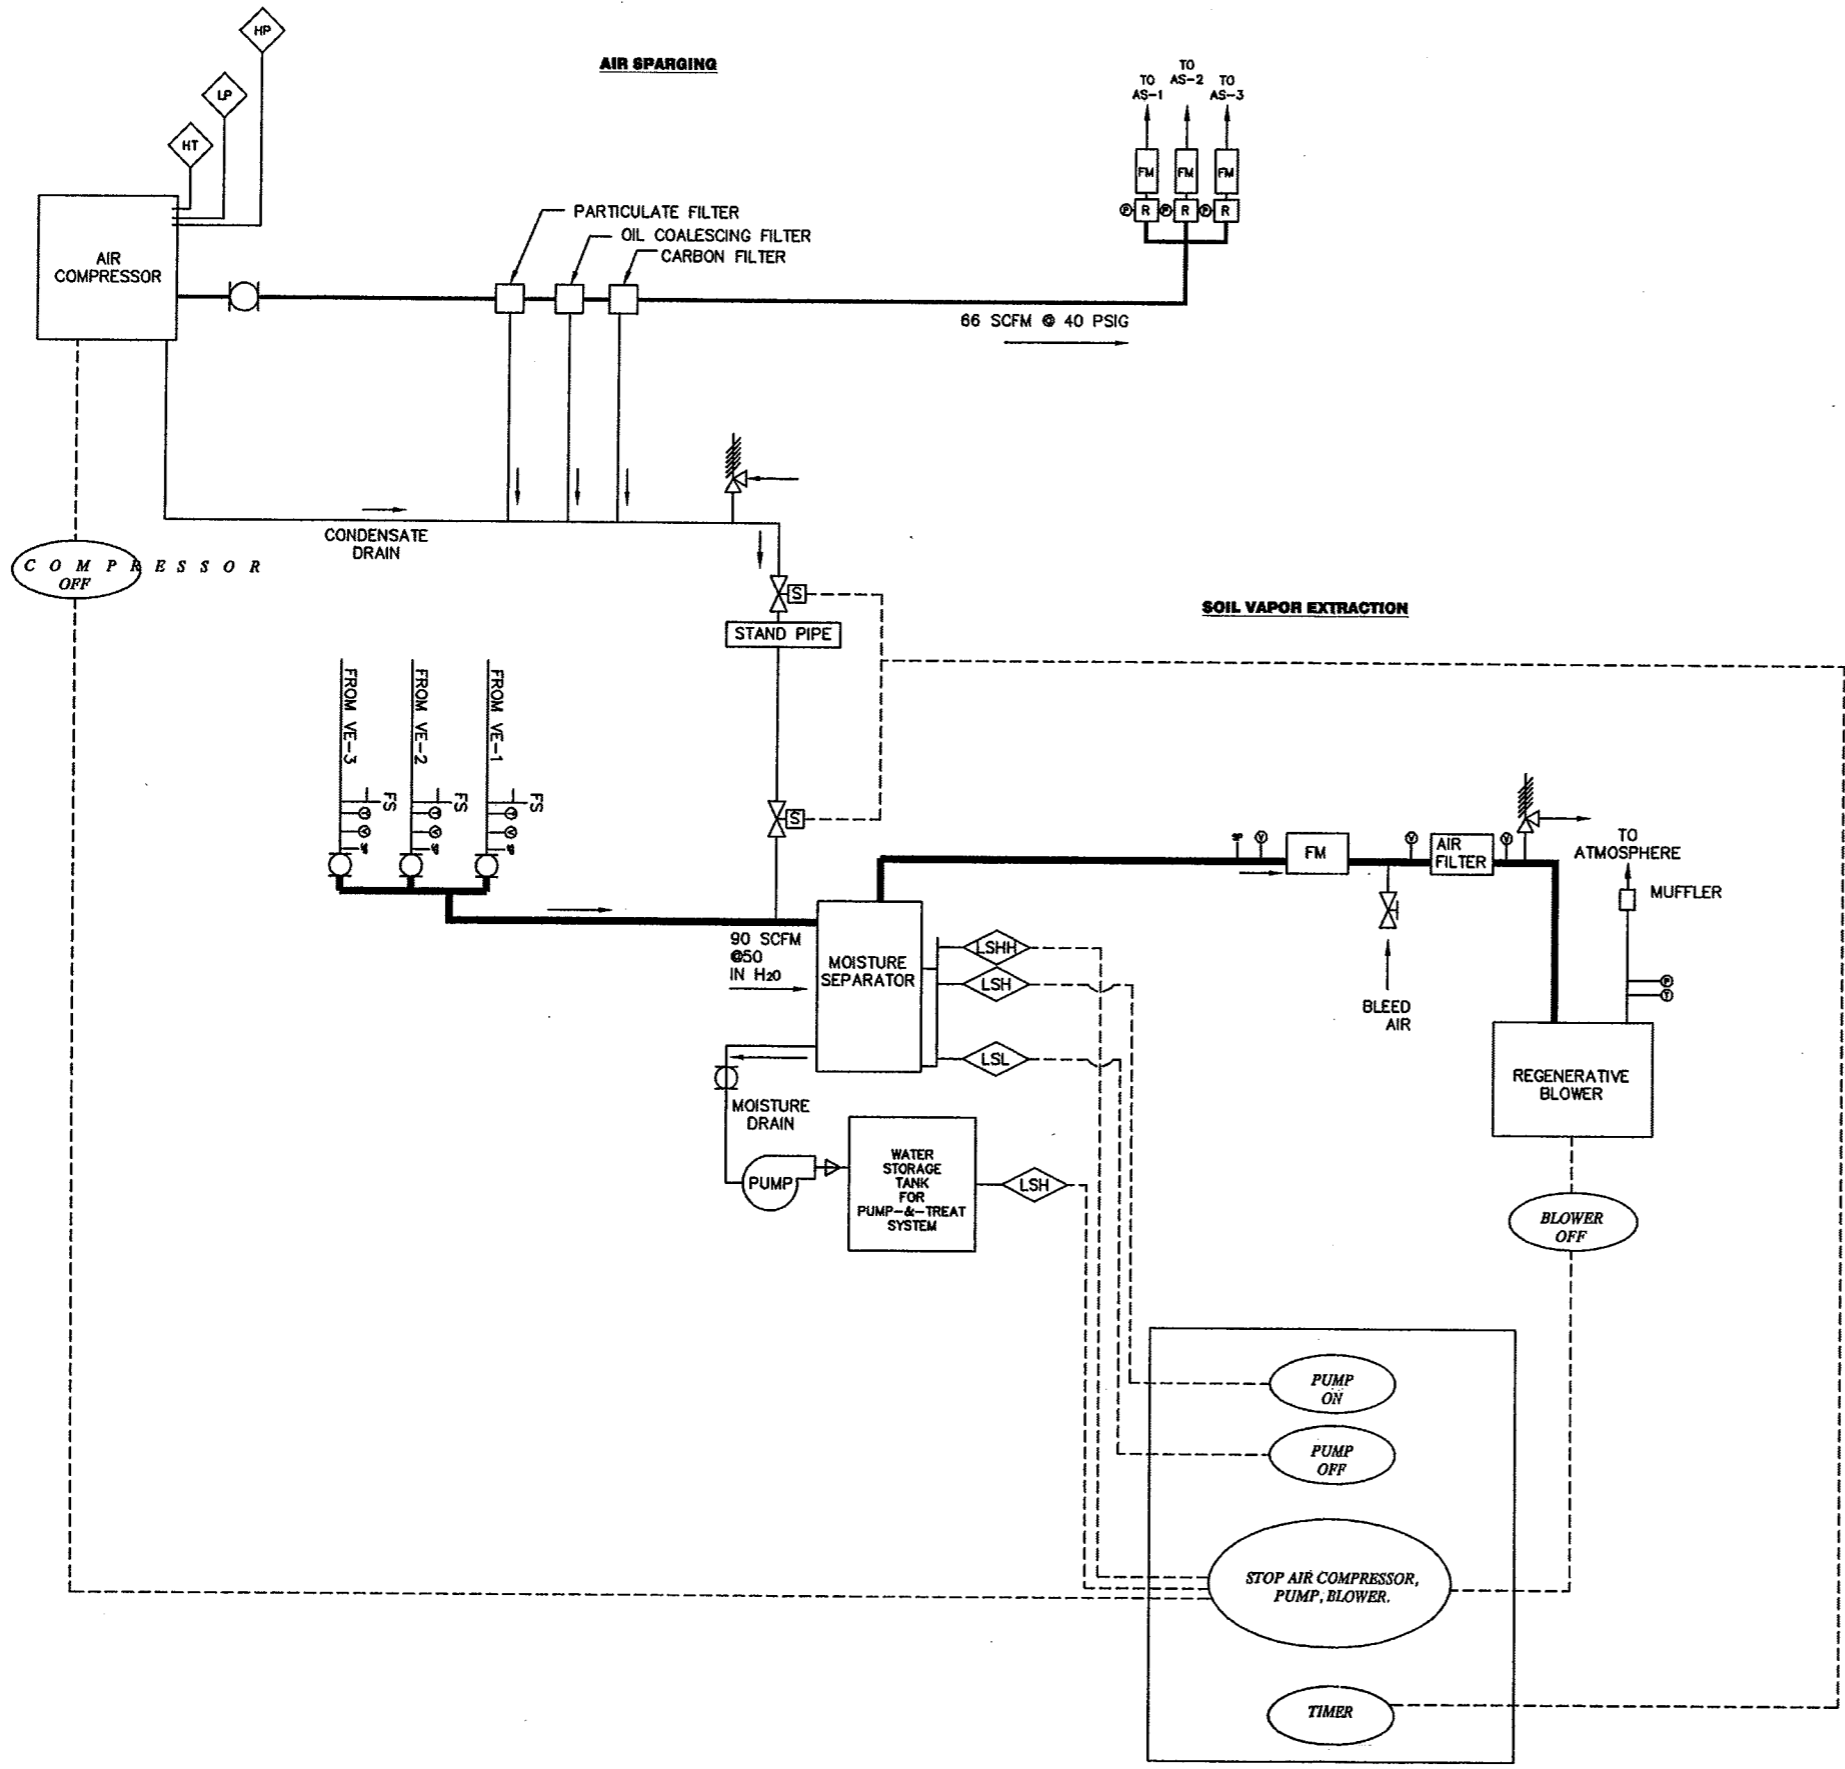 HP
AIR SPARGING
LP
HT
TO
AS-1
TO
AS-2
TO
AS-3
FM
FM
FM
P
R
P
R
P
R
AIR
COMPRESSOR
PARTICULATE FILTER
OIL COALESCING FILTER
CARBON FILTER
66 SCFM @ 40 PSIG
CONDENSATE
DRAIN
COMPRESSOR
OFF
S
STAND PIPE
SOIL VAPOR EXTRACTION
FROM VE-3
FROM VE-2
FROM VE-1
FS
FS
FS
S
SP
V
FM
V
AIR
FILTER
V
TO
ATMOSPHERE
MUFFLER
BLEED
AIR
P
T
REGENERATIVE
BLOWER
90 SCFM
@50
IN H2O
MOISTURE
SEPARATOR
LSHH
LSH
LSL
MOISTURE
DRAIN
PUMP
WATER
STORAGE
TANK
FOR
PUMP-&-TREAT
SYSTEM
LSH
BLOWER
OFF
PUMP
ON
PUMP
OFF
STOP AIR COMPRESSOR,
PUMP, BLOWER.
TIMER